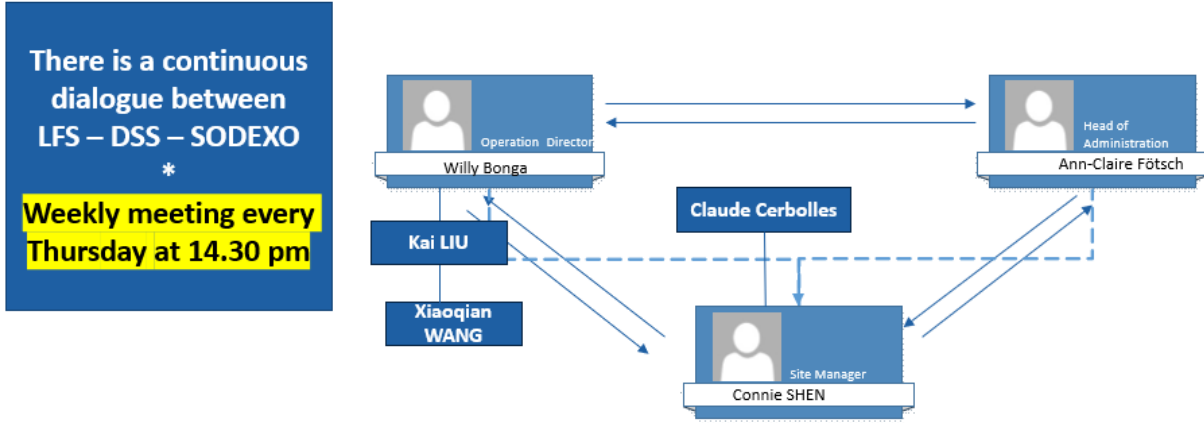 There is a continuous
dialogue between
LFS – DSS – SODEXO
*
Weekly meeting every
Thursday at 14.30 pm
Operation Director
Willy Bonga
Head of
Administration
Ann-Claire Fötsch
Claude Cerbolles
Kai LIU
Xiaoqian
WANG
Site Manager
Connie SHEN